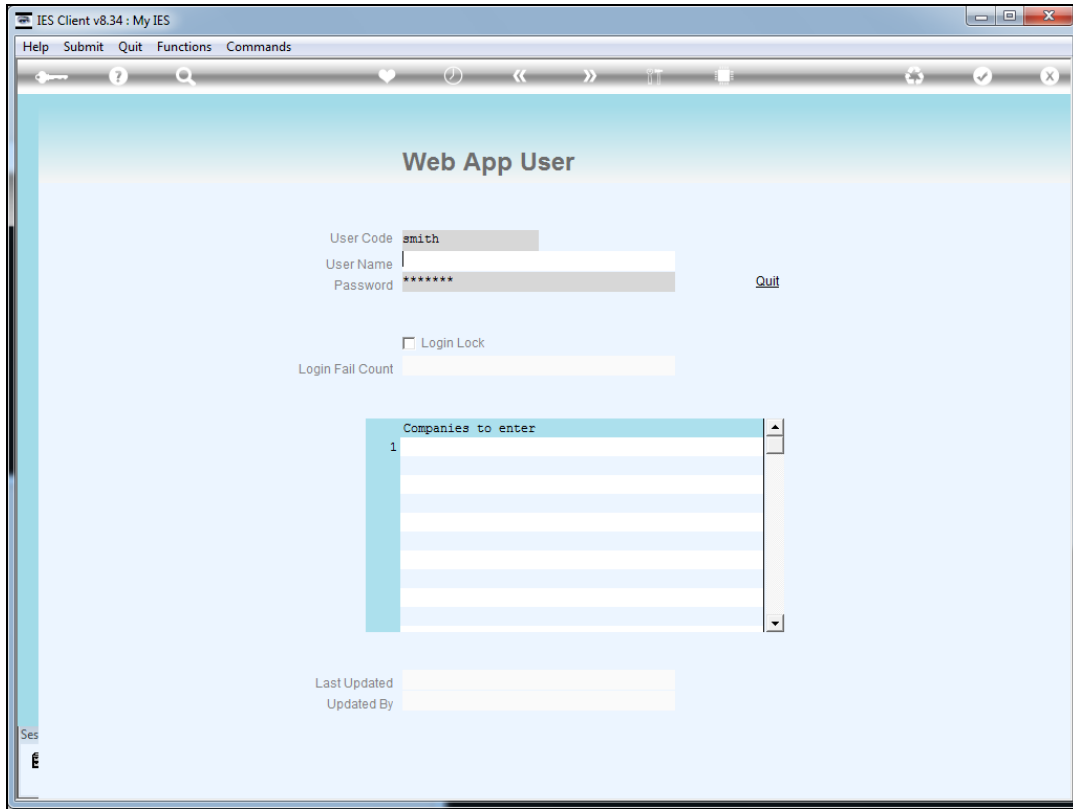 IES Client v8.34 : My IES
Help Submit Quit Functions Commands
Web App User
User Code smith
User Name
Password ******* Quit
Login Lock
Login Fail Count
Companies to enter
1
Last Updated
Updated By
Ses